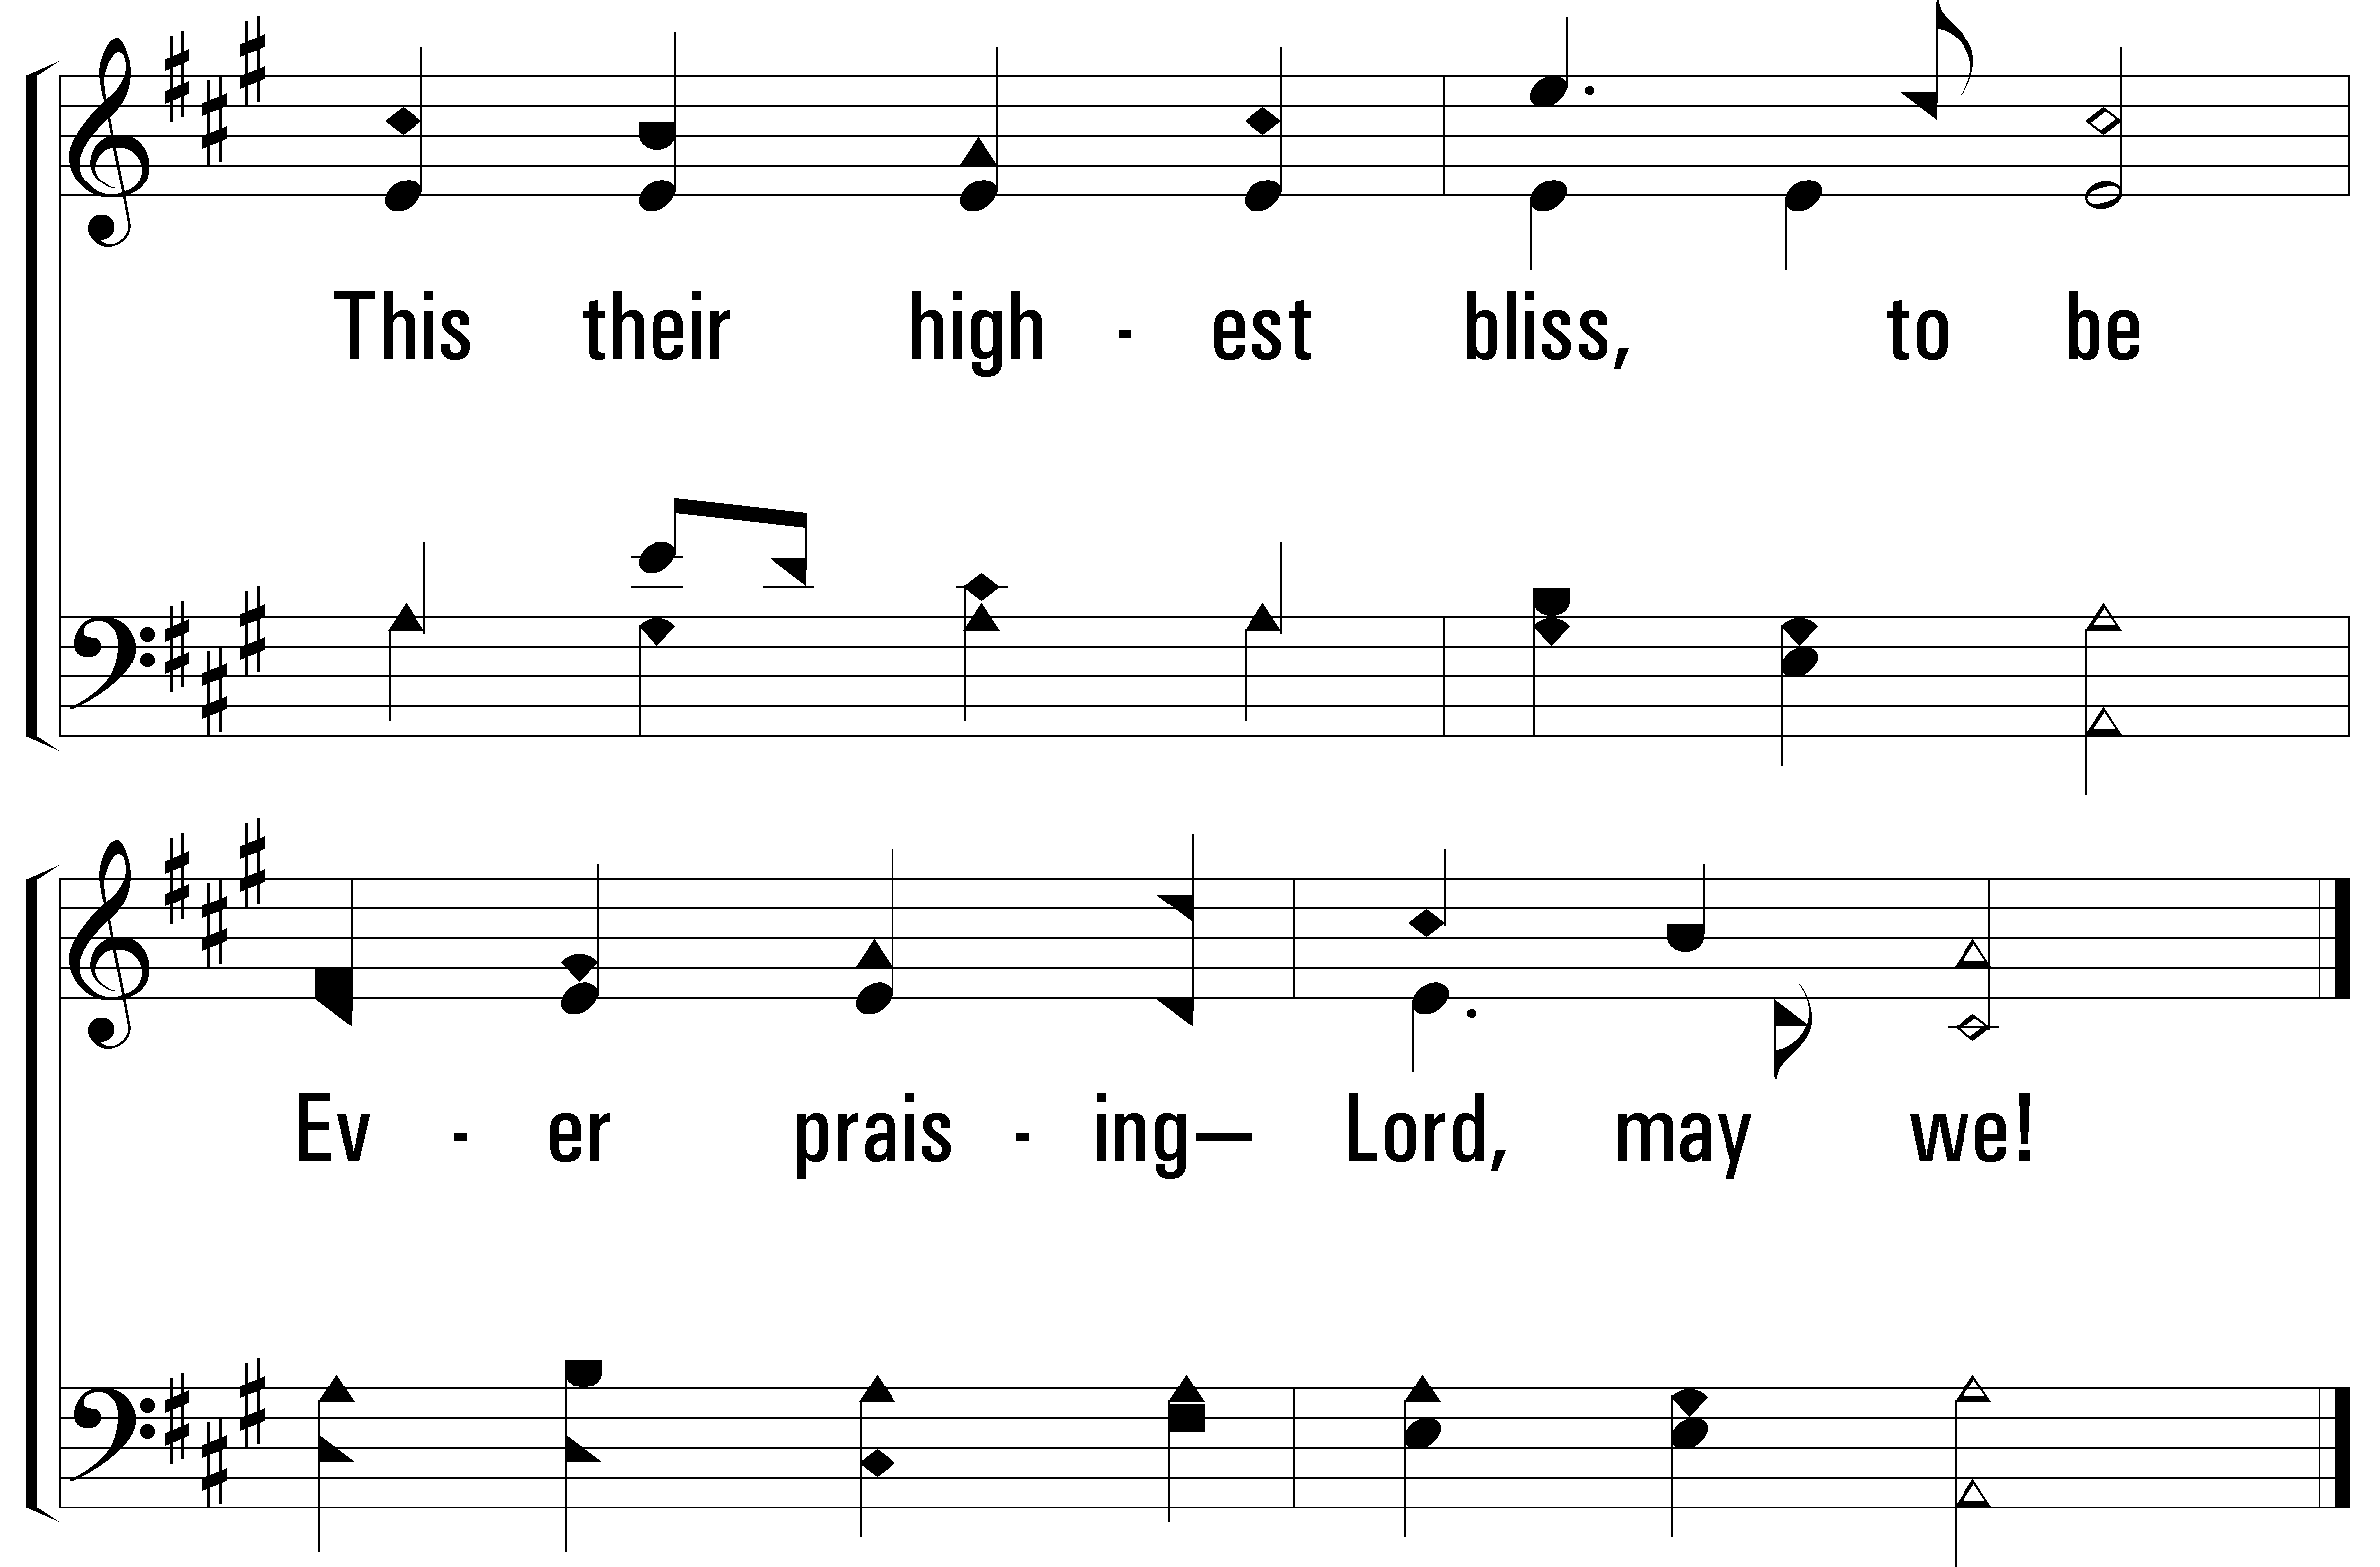 This their high - est bliss, to be
Ev - er prais - ing— Lord, may we!